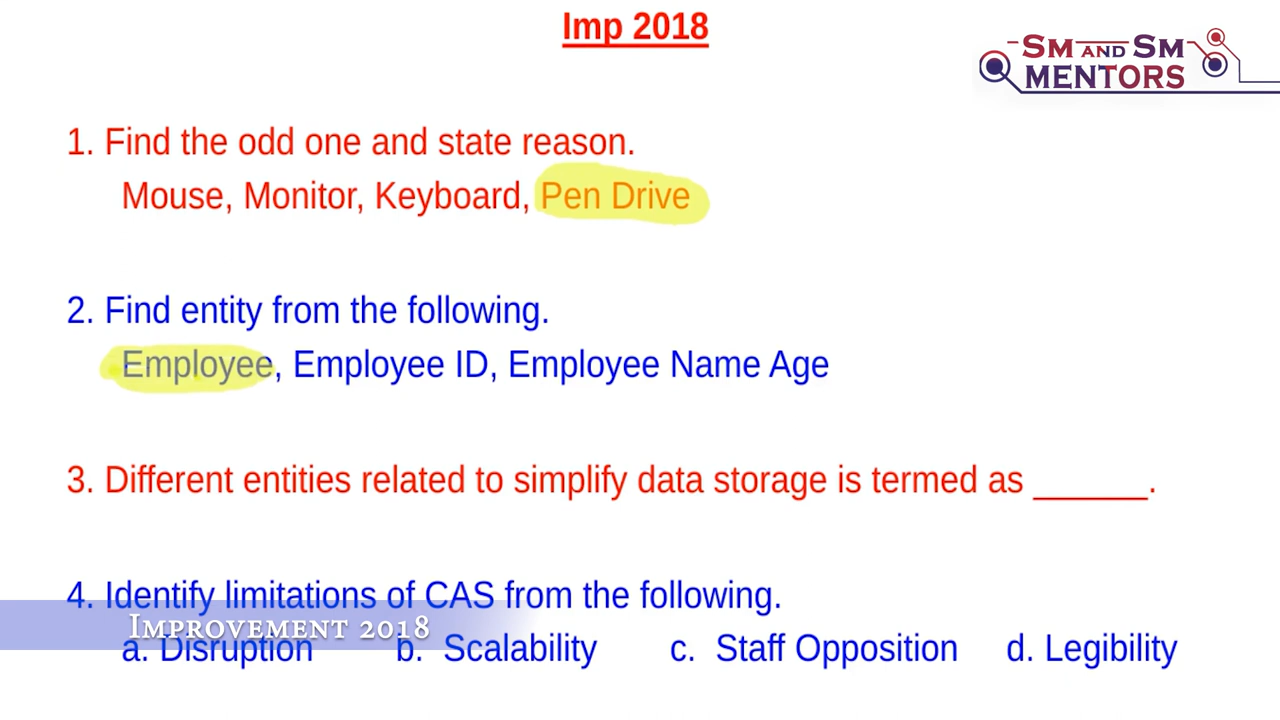 Imp 2018
SM AND SM
MENTORS
1. Find the odd one and state reason.
Mouse, Monitor, Keyboard, Pen Drive
2. Find entity from the following.
Employee, Employee ID, Employee Name Age
3. Different entities related to simplify data storage is termed as ______.
4. Identify limitations of CAS from the following.
IMPROVEMENT 2018
a. Disruption b. Scalability c. Staff Opposition d. Legibility